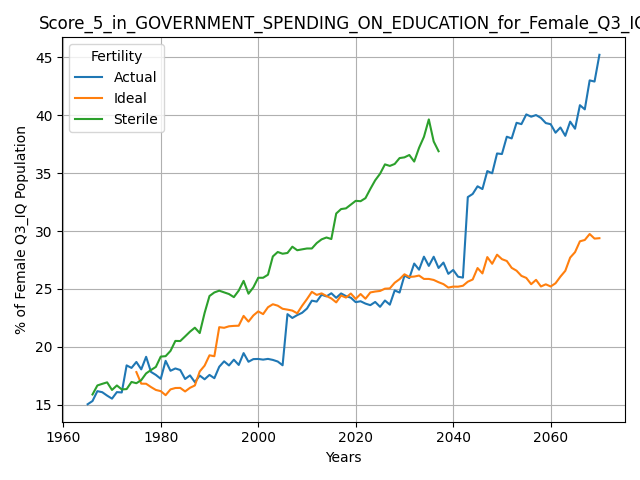 Score_5_in_GOVERNMENT_SPENDING_ON_EDUCATION_for_Female_Q3_IQ
Fertility
Actual
Ideal
Sterile
45
40
35
30
25
20
15
% of Female Q3_IQ Population
1960 1980 2000 2020 2040 2060
Years